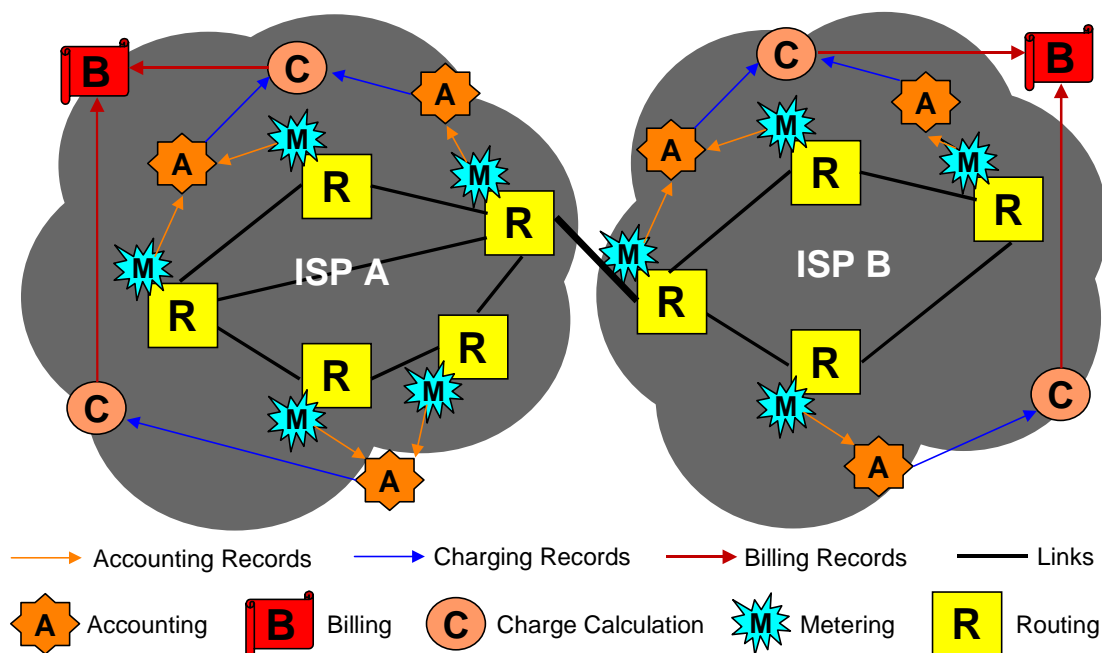 B
C
A
C
B
A
M
A
M
A
M
A
M
M
R
R
R
R
M
ISP A
M
ISP B
R
R
R
R
R
M
C
M
M
C
A
A
Accounting Records
Charging Records
Billing Records
Links
A Accounting
B Billing
C Charge Calculation
M Metering
R Routing